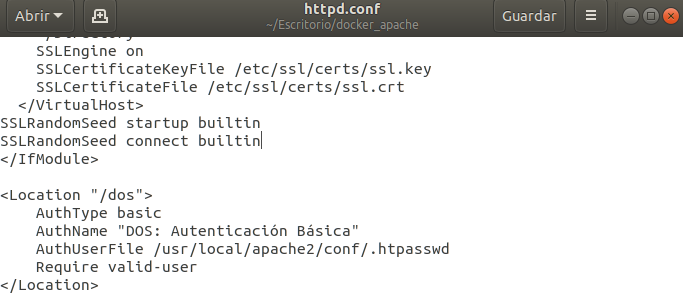 Abrir
httpd.conf
~/Escritorio/docker_apache
Guardar
SSLEngine on
SSLCertificateKeyFile /etc/ssl/certs/ssl.key
SSLCertificateFile /etc/ssl/certs/ssl.crt
</VirtualHost>
SSLRandomSeed startup builtin
SSLRandomSeed connect builtin
</IfModule>
<Location "/dos">
AuthType basic
AuthName "DOS: Autenticación Básica"
AuthUserFile /usr/local/apache2/conf/.htpasswd
Require valid-user
</Location>